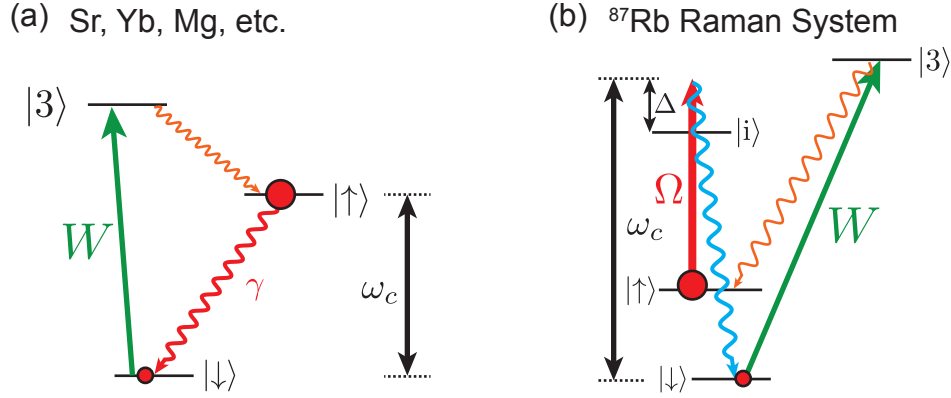 (a) Sr, Yb, Mg, etc.
|3⟩
W
|↑⟩
γ
ω_c
|↓⟩
(b) ⁸⁷Rb Raman System
|3⟩
Δ
|i⟩
Ω
ω_c
W
|↑⟩
|↓⟩